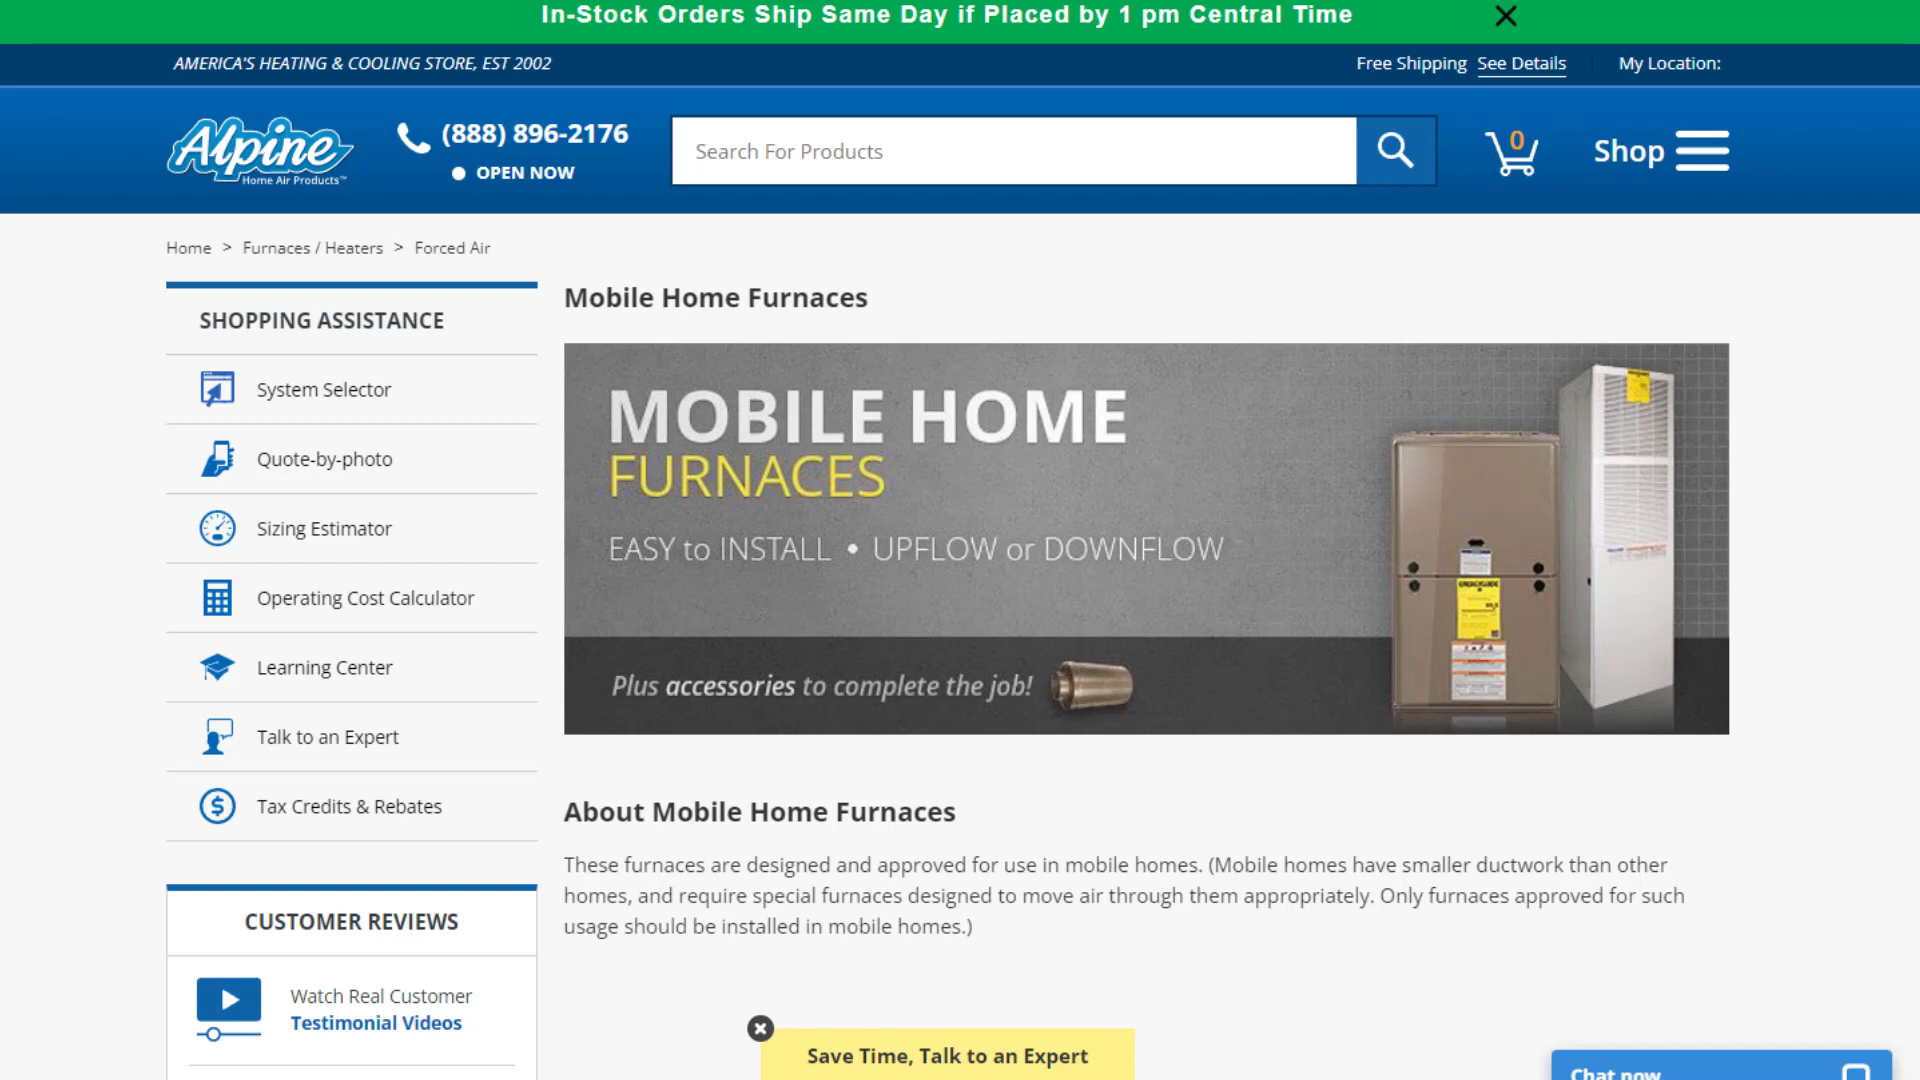 In-Stock Orders Ship Same Day if Placed by 1 pm Central Time
AMERICA'S HEATING & COOLING STORE, EST 2002
Free Shipping See Details
My Location:
Alpine
Home Air Products™
(888) 896-2176
OPEN NOW
Search For Products
0
Shop
Home > Furnaces / Heaters > Forced Air
SHOPPING ASSISTANCE
System Selector
Quote-by-photo
Sizing Estimator
Operating Cost Calculator
Learning Center
Talk to an Expert
Tax Credits & Rebates
CUSTOMER REVIEWS
Watch Real Customer
Testimonial Videos
Mobile Home Furnaces
MOBILE HOME
FURNACES
EASY to INSTALL • UPFLOW or DOWNFLOW
Plus accessories to complete the job!
ENERGYGUIDE
About Mobile Home Furnaces
These furnaces are designed and approved for use in mobile homes. (Mobile homes have smaller ductwork than other
homes, and require special furnaces designed to move air through them appropriately. Only furnaces approved for such
usage should be installed in mobile homes.)
Save Time, Talk to an Expert
Chat now